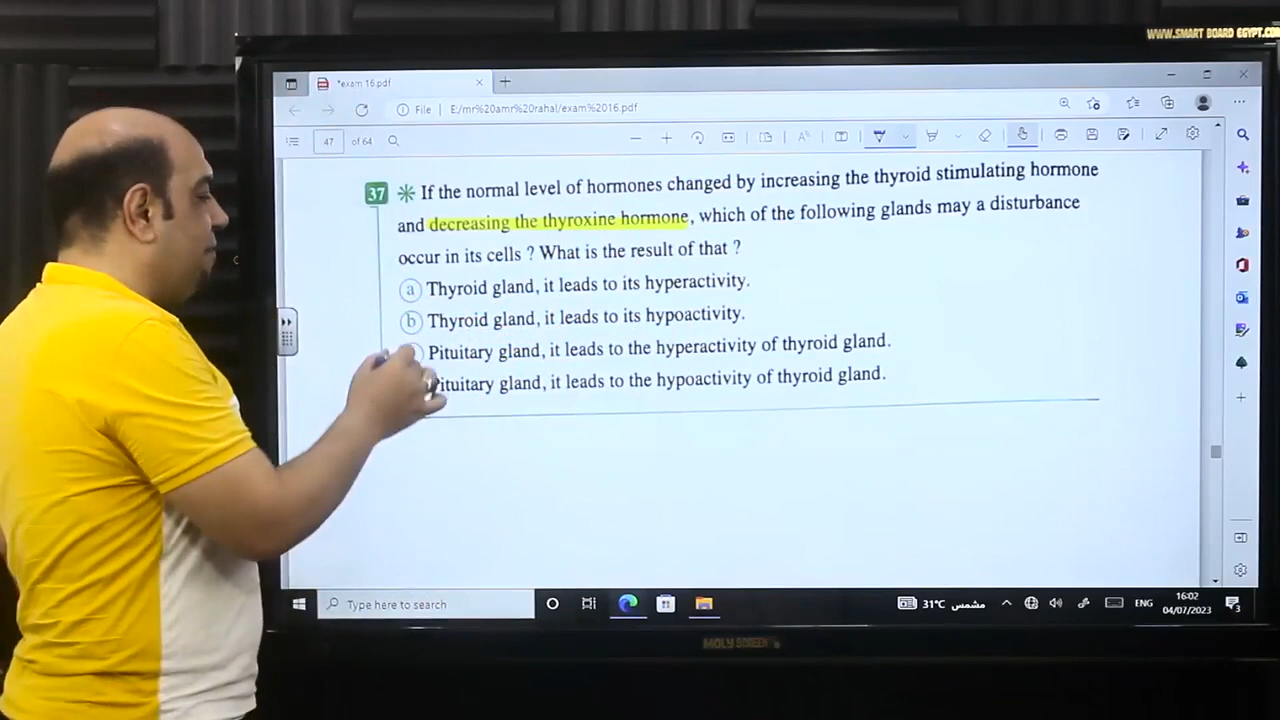 WWW.SMART BOARD EGYPT.COM
*exam 16.pdf
File
E:/mr%20amr%20rahal/exam%2016.pdf
47 of 64
37 If the normal level of hormones changed by increasing the thyroid stimulating hormone
and decreasing the thyroxine hormone, which of the following glands may a disturbance
occur in its cells ? What is the result of that ?
a Thyroid gland, it leads to its hyperactivity.
b Thyroid gland, it leads to its hypoactivity.
Pituitary gland, it leads to the hyperactivity of thyroid gland.
Pituitary gland, it leads to the hypoactivity of thyroid gland.
Type here to search
31°C مشمس
ENG
16:02
04/07/2023
3
MOLY SCREEN